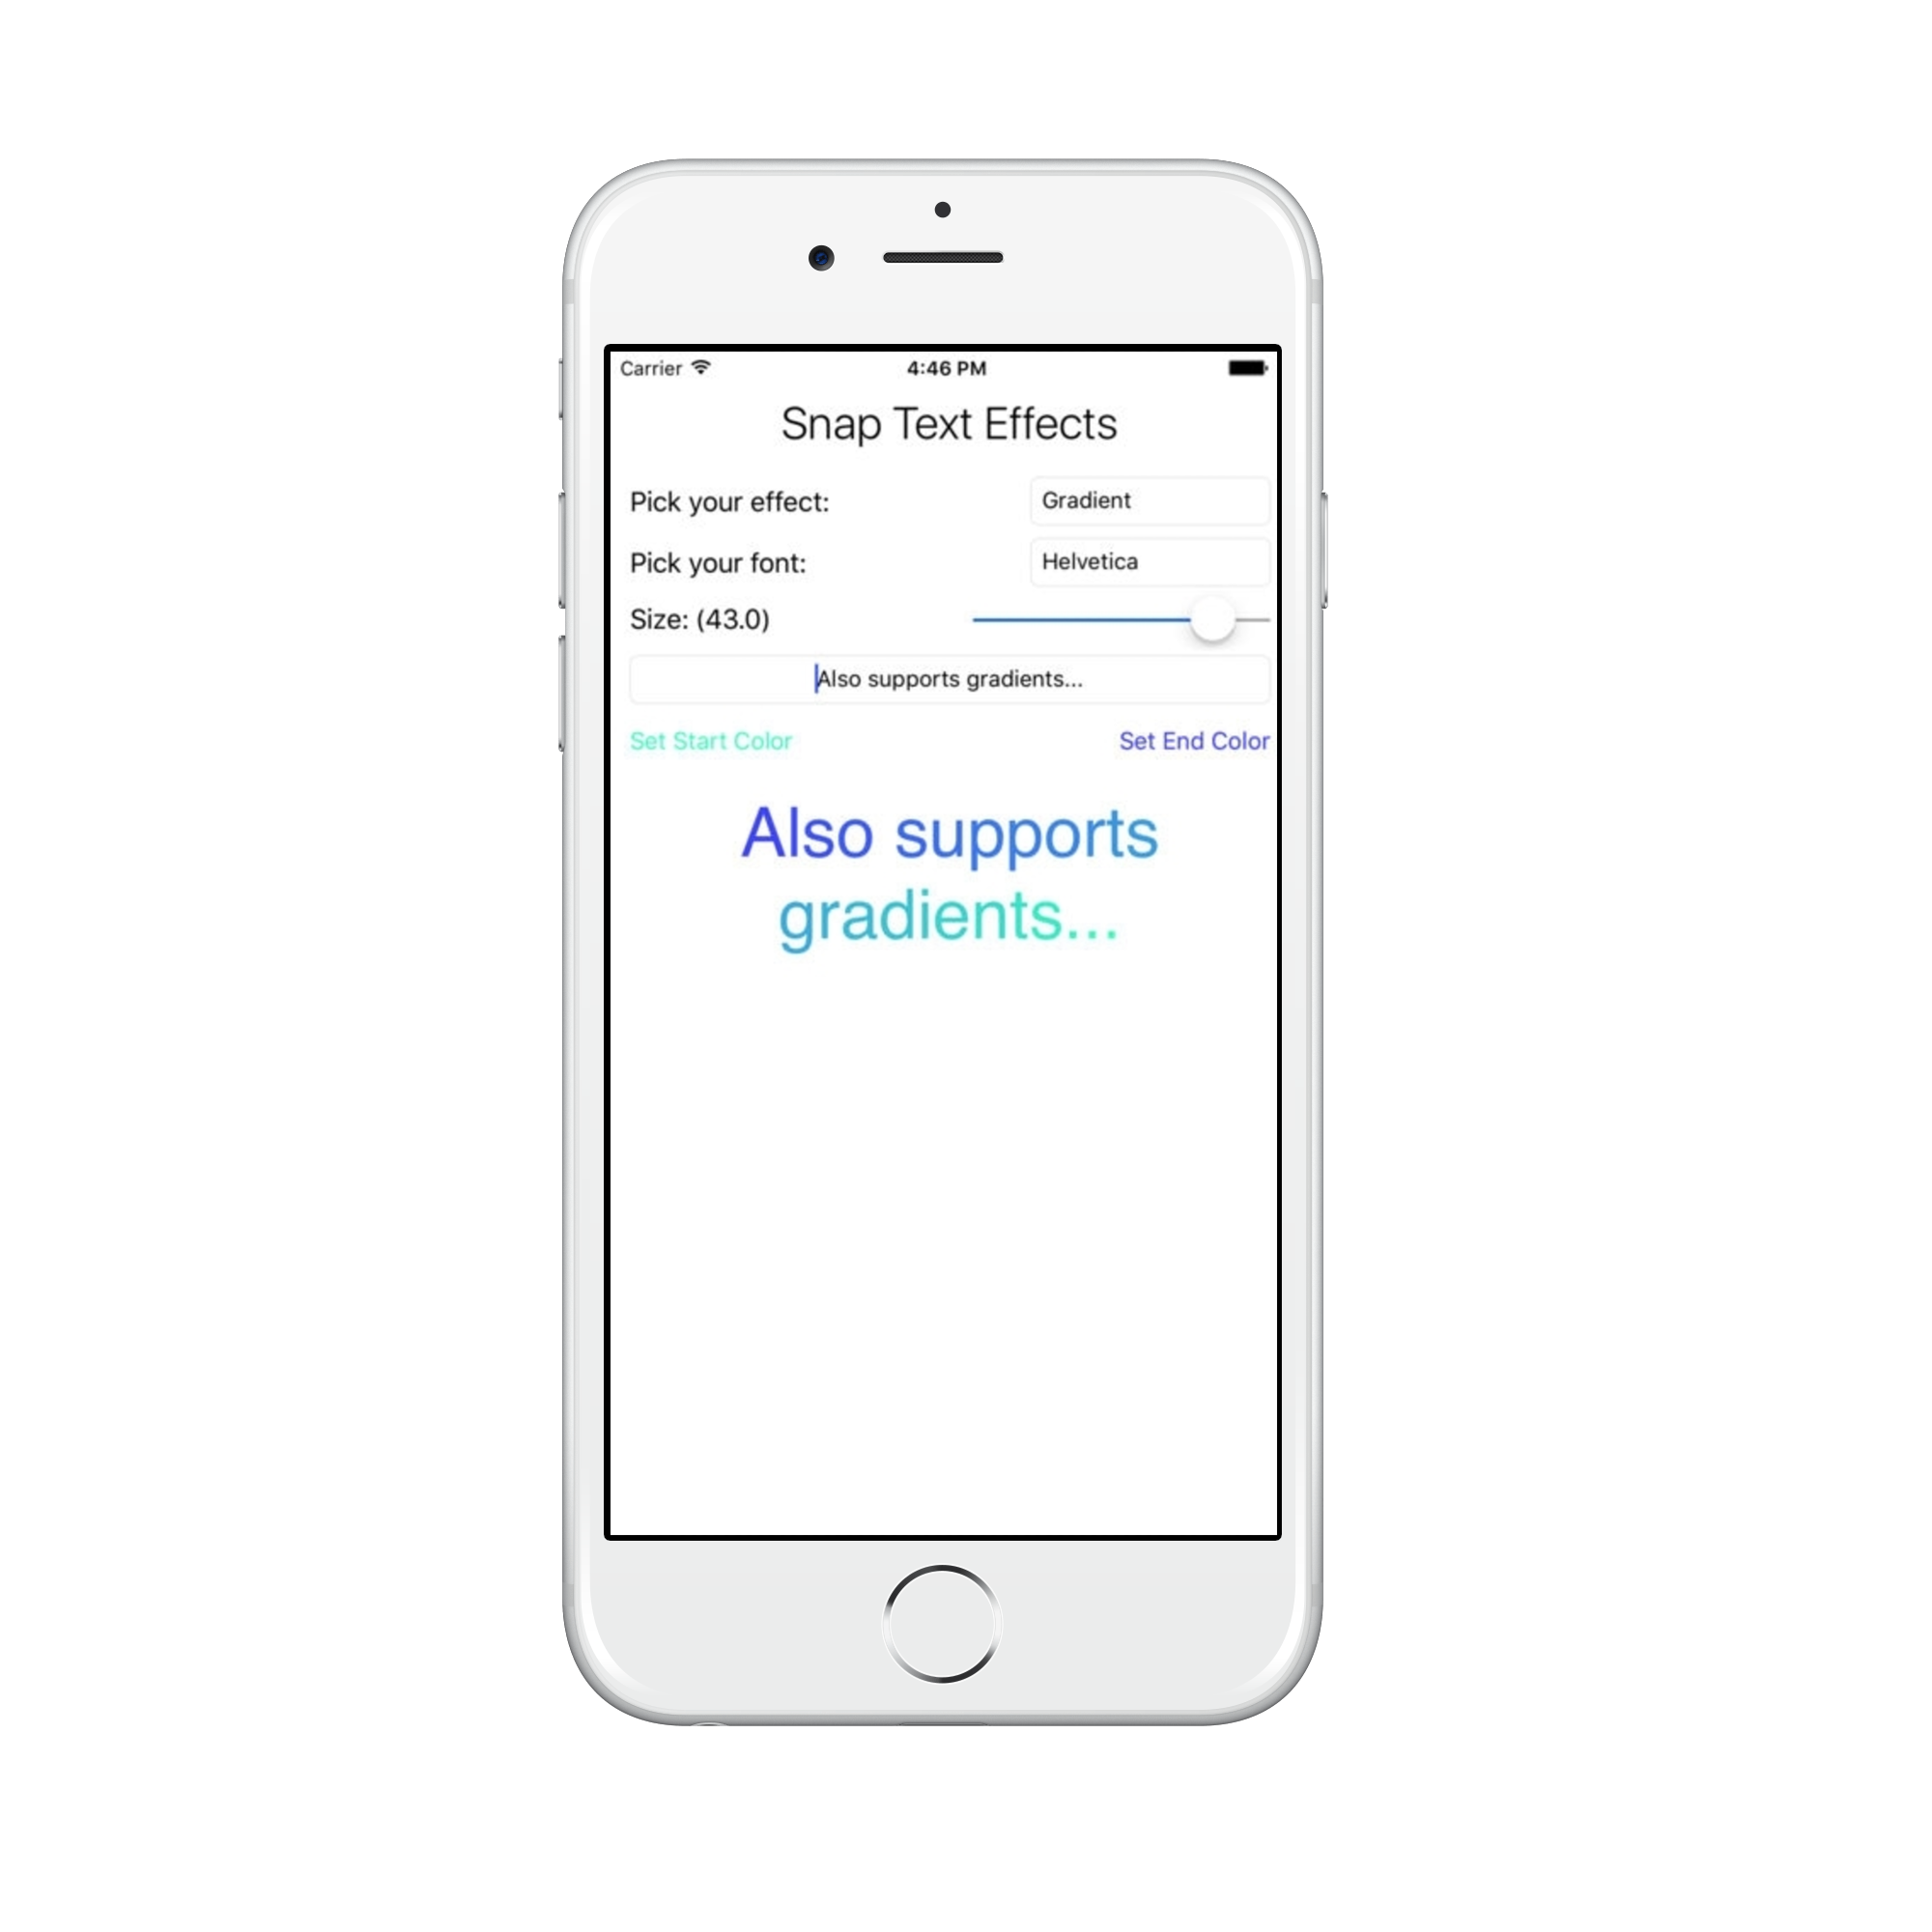 Carrier 4:46 PM
Snap Text Effects
Pick your effect: Gradient
Pick your font: Helvetica
Size: (43.0)
Also supports gradients...
Set Start Color Set End Color
Also supports
gradients...